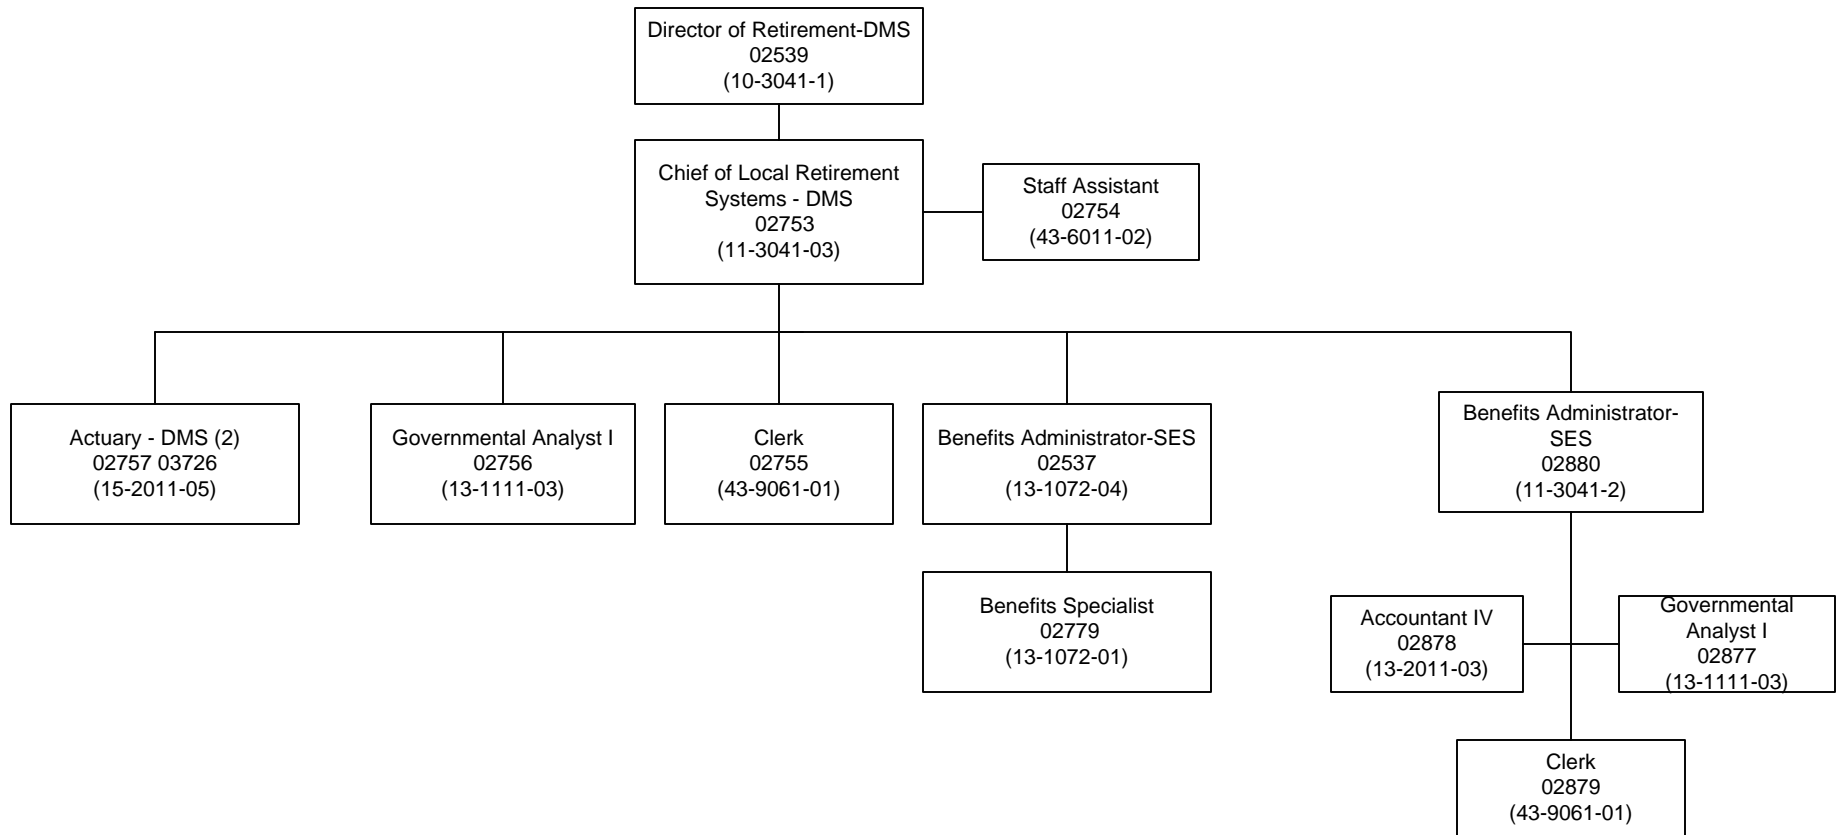 Director of Retirement-DMS
02539
(10-3041-1)
Chief of Local Retirement
Systems - DMS
02753
(11-3041-03)
Staff Assistant
02754
(43-6011-02)
Actuary - DMS (2)
02757 03726
(15-2011-05)
Governmental Analyst I
02756
(13-1111-03)
Clerk
02755
(43-9061-01)
Benefits Administrator-SES
02537
(13-1072-04)
Benefits Administrator-
SES
02880
(11-3041-2)
Benefits Specialist
02779
(13-1072-01)
Accountant IV
02878
(13-2011-03)
Governmental
Analyst I
02877
(13-1111-03)
Clerk
02879
(43-9061-01)